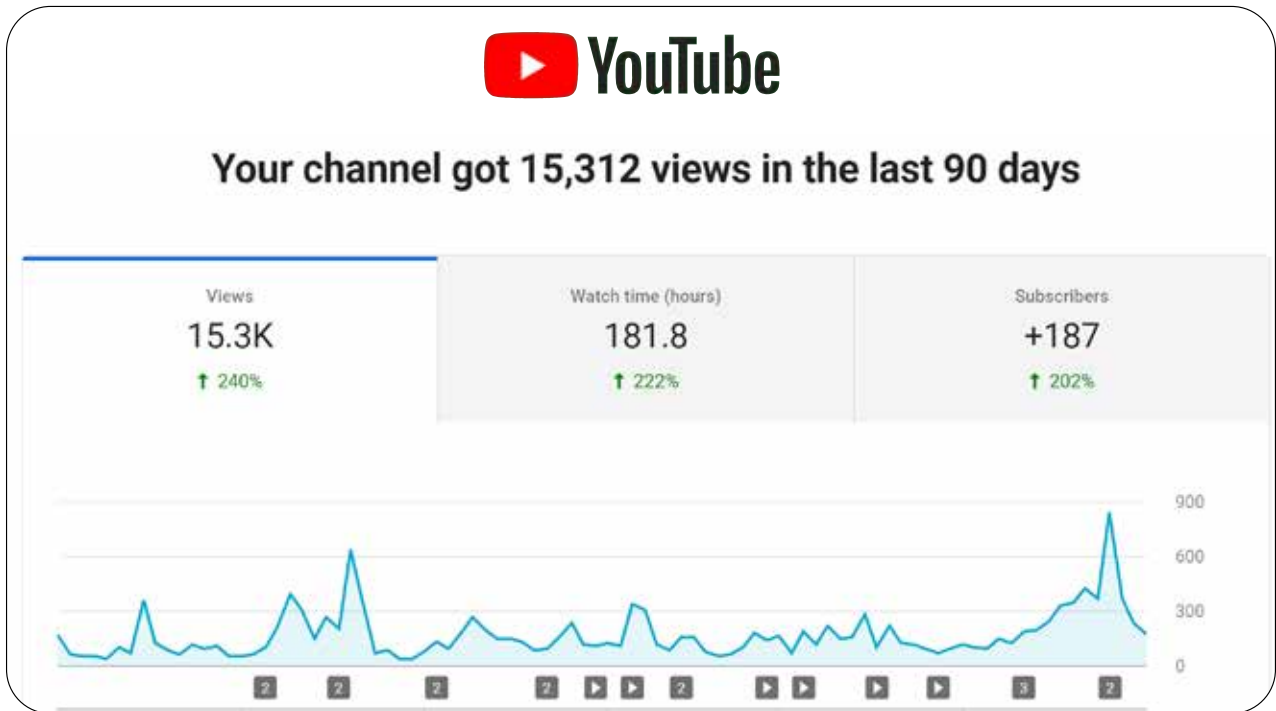 YouTube
Your channel got 15,312 views in the last 90 days
Views
15.3K
↑ 240%
Watch time (hours)
181.8
↑ 222%
Subscribers
+187
↑ 202%
900
600
300
0
2 2 2 2 2 3 2